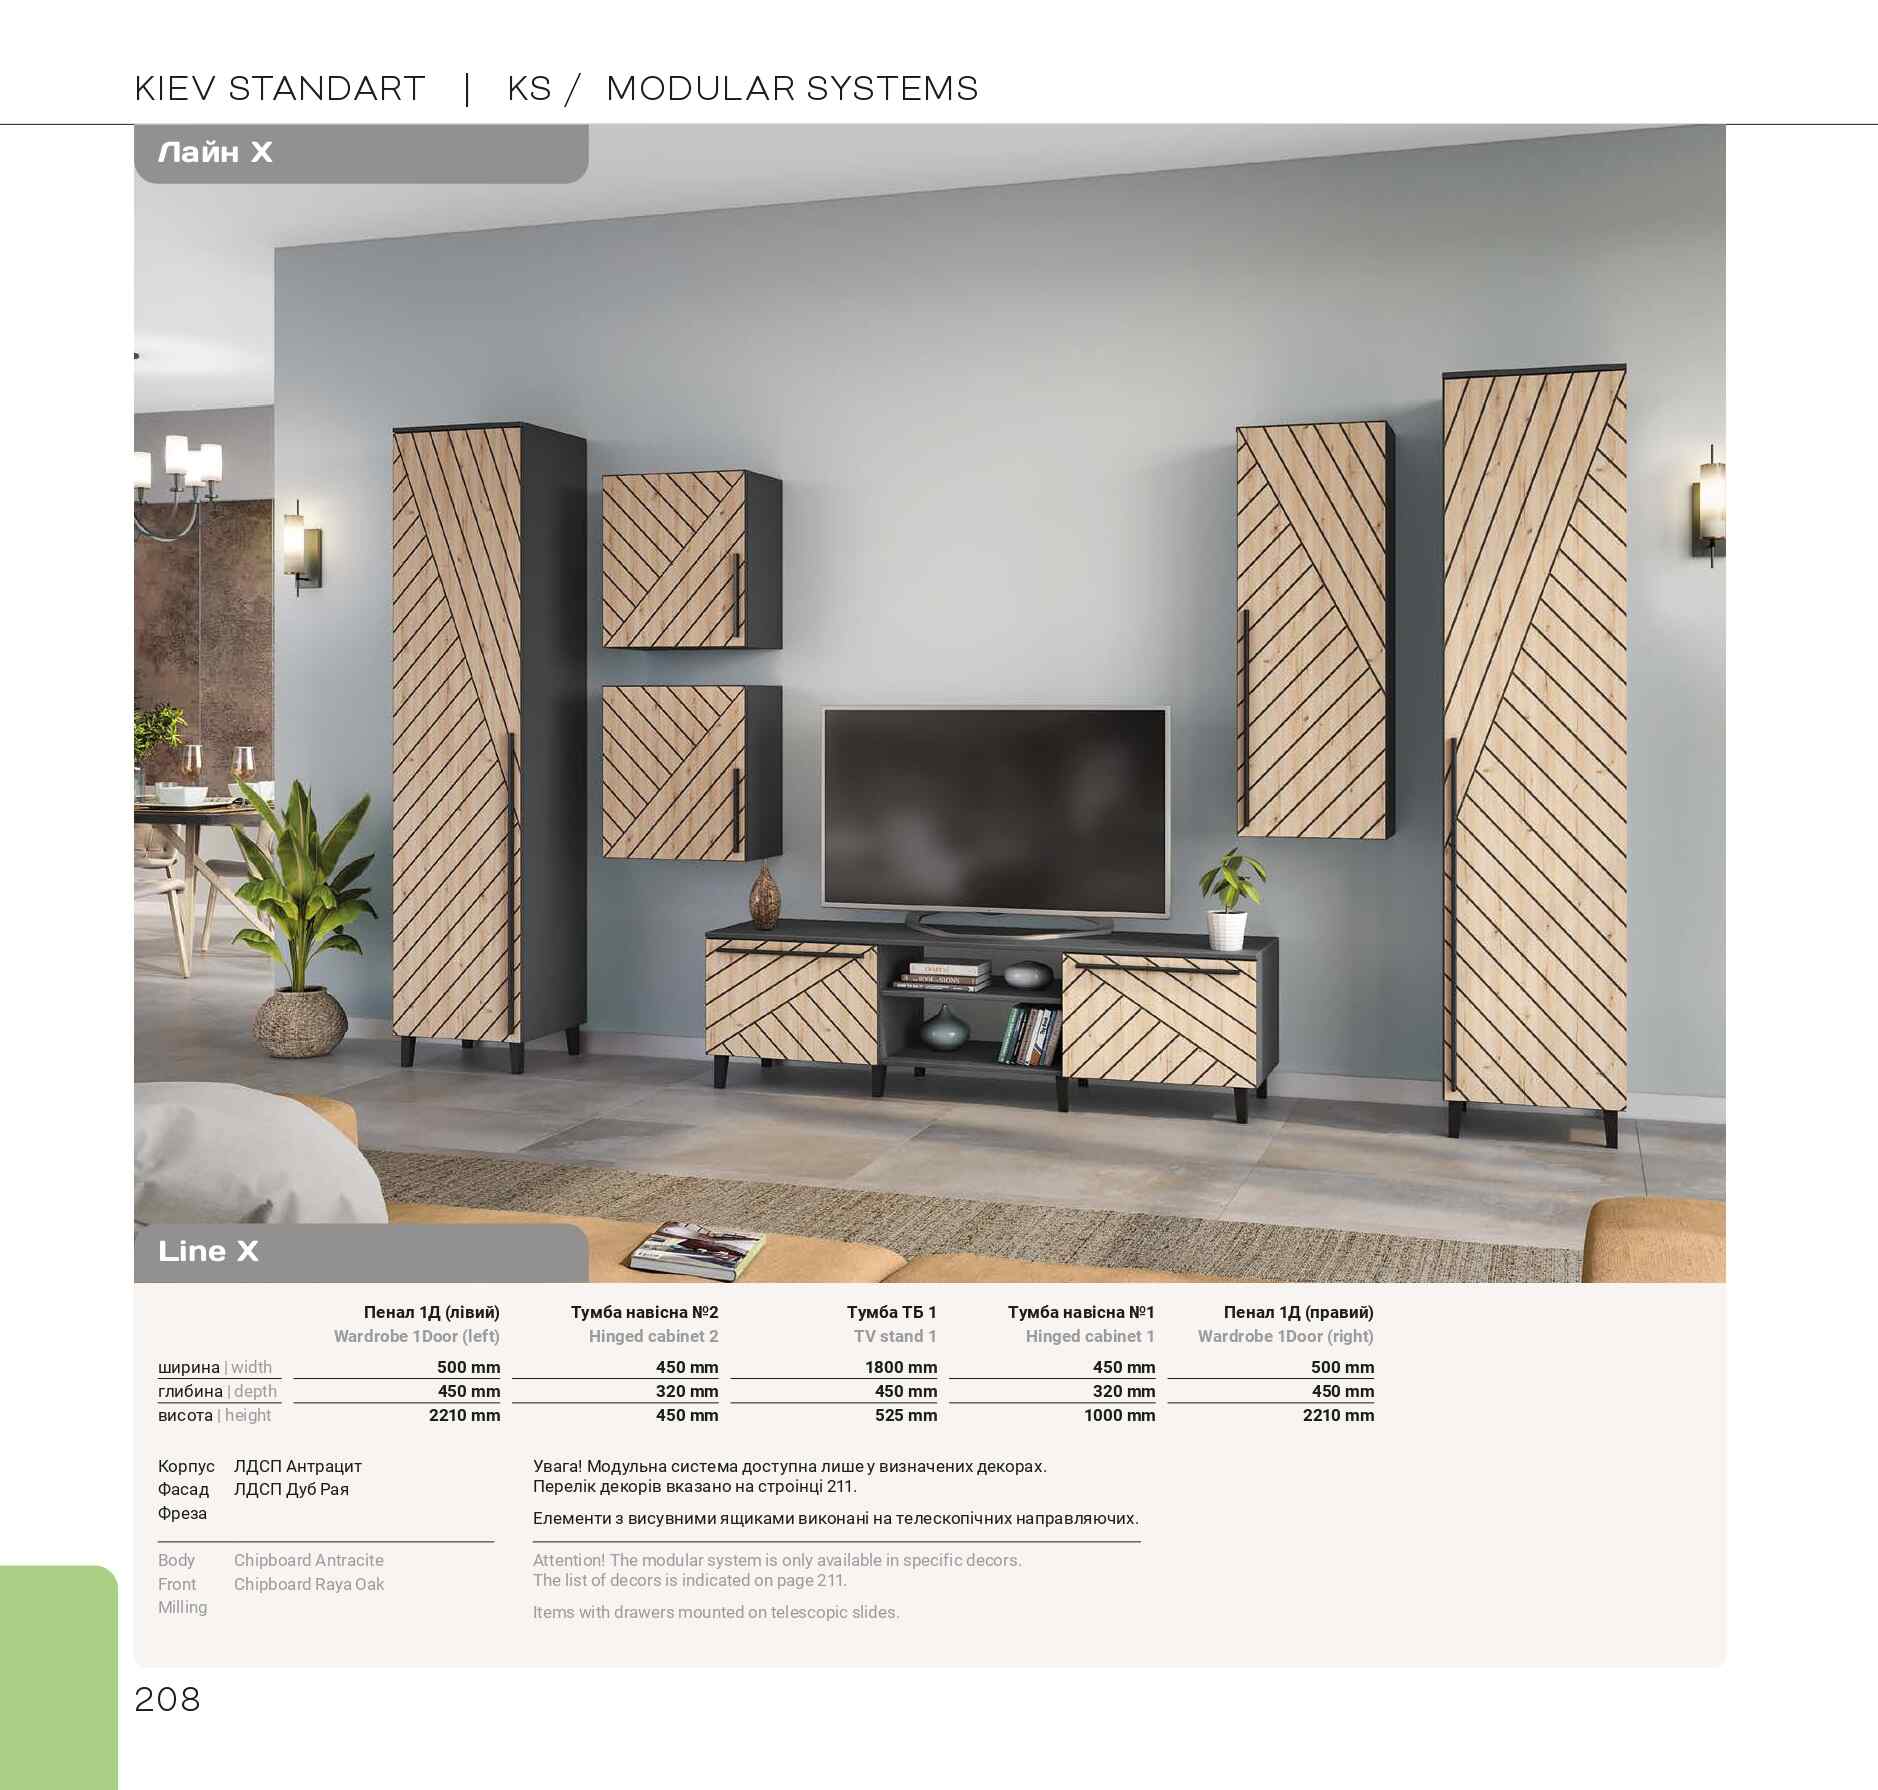 KIEV STANDART | KS / MODULAR SYSTEMS
Лайн X
Line X
Пенал 1Д (лівий) Тумба навісна №2 Тумба ТБ 1 Тумба навісна №1 Пенал 1Д (правий)
Wardrobe 1Door (left) Hinged cabinet 2 TV stand 1 Hinged cabinet 1 Wardrobe 1Door (right)
ширина | width 500 mm 450 mm 1800 mm 450 mm 500 mm
глибина | depth 450 mm 320 mm 450 mm 320 mm 450 mm
висота | height 2210 mm 450 mm 525 mm 1000 mm 2210 mm
Корпус ЛДСП Антрацит
Фасад ЛДСП Дуб Рая
Фреза
Body Chipboard Antracite
Front Chipboard Raya Oak
Milling
Увага! Модульна система доступна лише у визначених декорах.
Перелік декорів вказано на строінці 211.
Елементи з висувними ящиками виконані на телескопічних направляючих.
Attention! The modular system is only available in specific decors.
The list of decors is indicated on page 211.
Items with drawers mounted on telescopic slides.
208